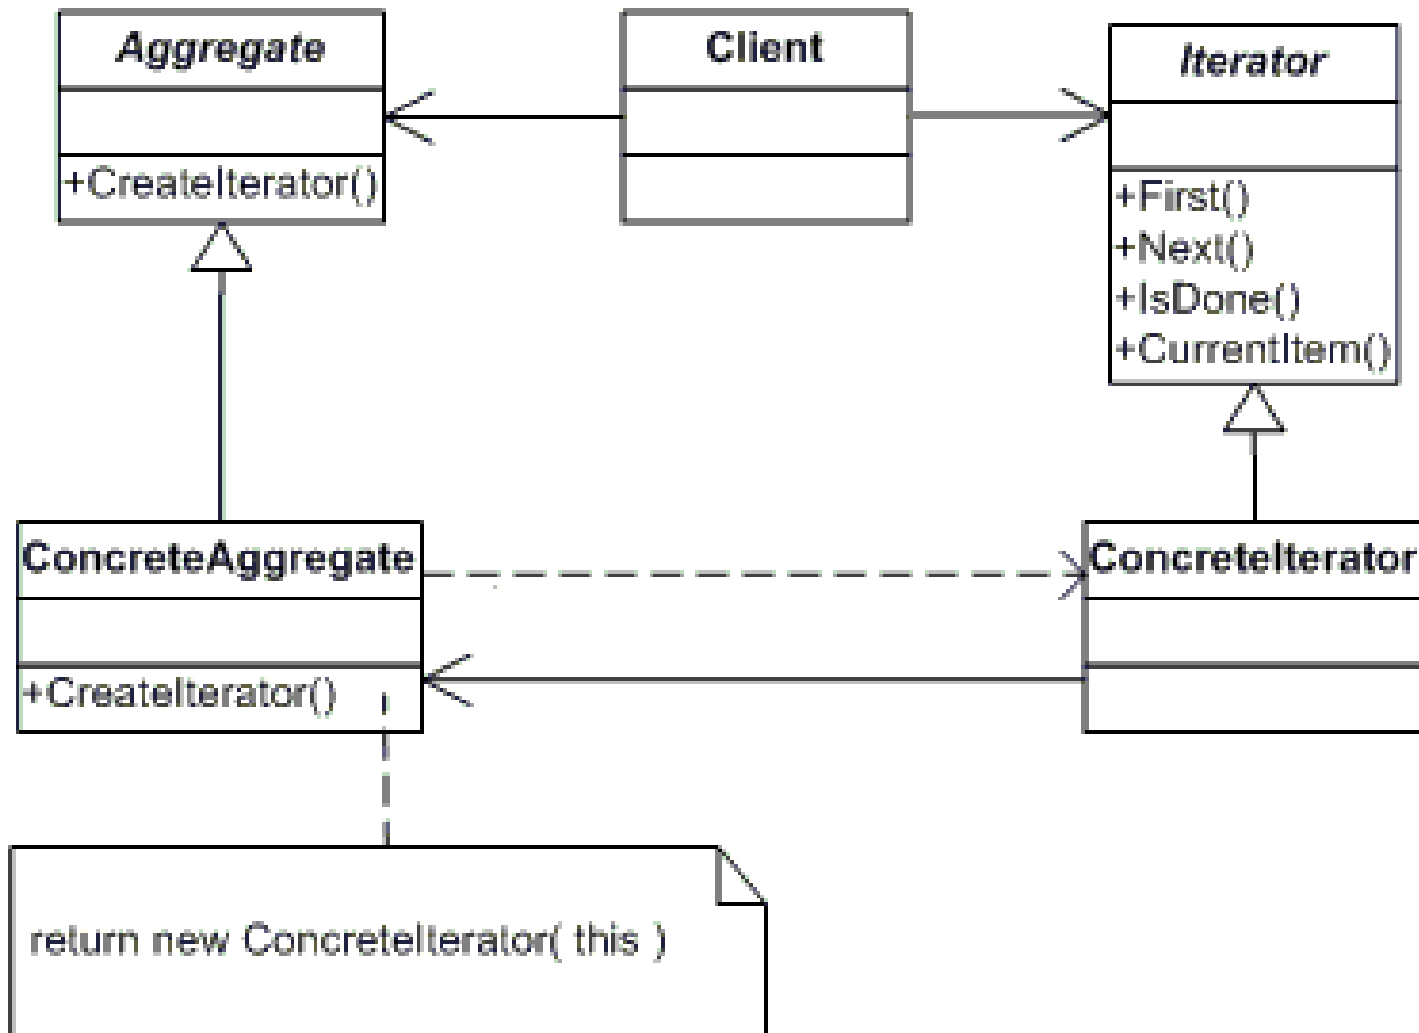 Aggregate
Client
Iterator
+CreateIterator()
+First()
+Next()
+IsDone()
+CurrentItem()
ConcreteAggregate
ConcreteIterator
+CreateIterator()
return new ConcreteIterator( this )